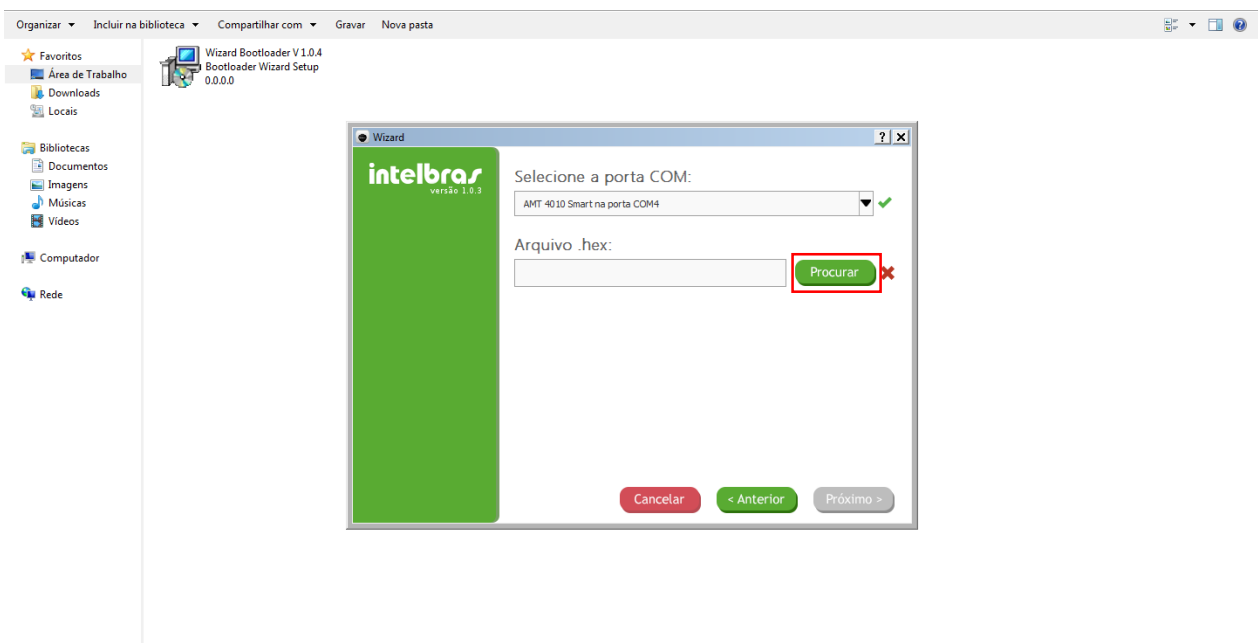 Organizar Incluir na biblioteca Compartilhar com Gravar Nova pasta
Favoritos
Área de Trabalho
Downloads
Locais
Bibliotecas
Documentos
Imagens
Músicas
Vídeos
Computador
Rede
Wizard Bootloader V 1.0.4
Bootloader Wizard Setup
0.0.0.0
Wizard
intelbras
versão 1.0.3
Selecione a porta COM:
AMT 4010 Smart na porta COM4
Arquivo .hex:
Procurar
Cancelar < Anterior Próximo >